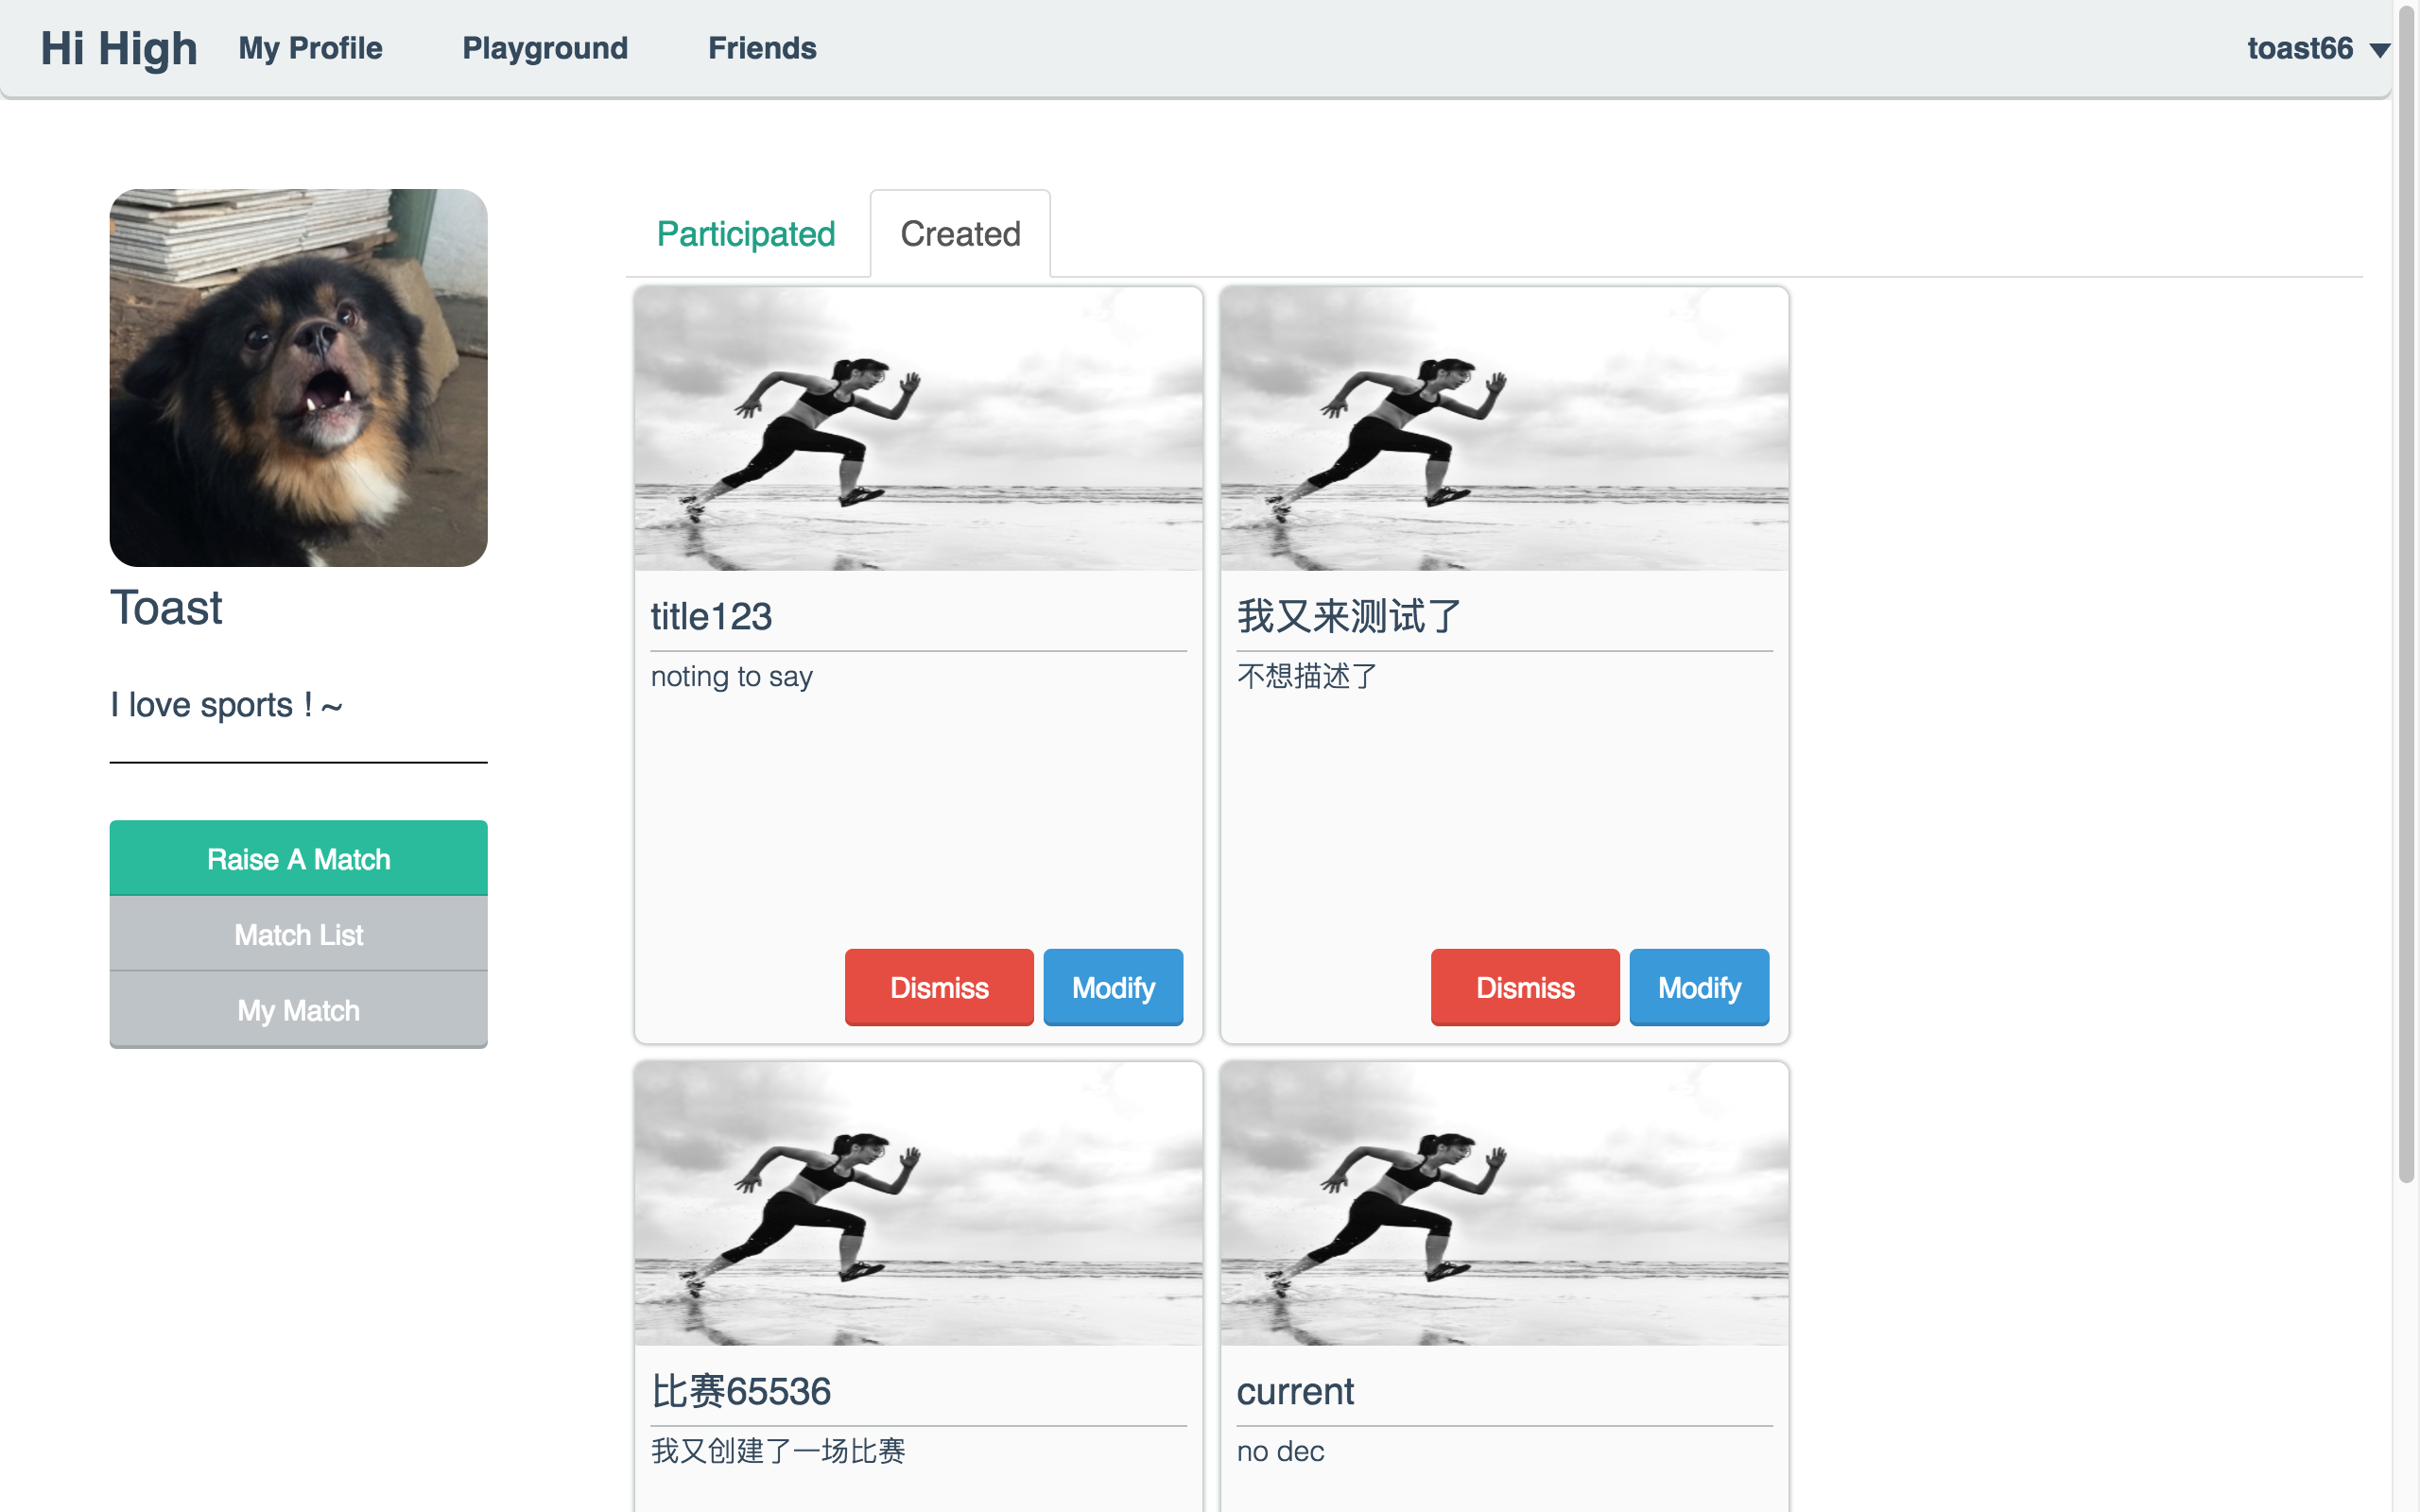 Hi High My Profile Playground Friends toast66
Participated Created
Toast
I love sports ! ~
Raise A Match
Match List
My Match
title123
noting to say
Dismiss Modify
我又来测试了
不想描述了
Dismiss Modify
比赛65536
我又创建了一场比赛
current
no dec